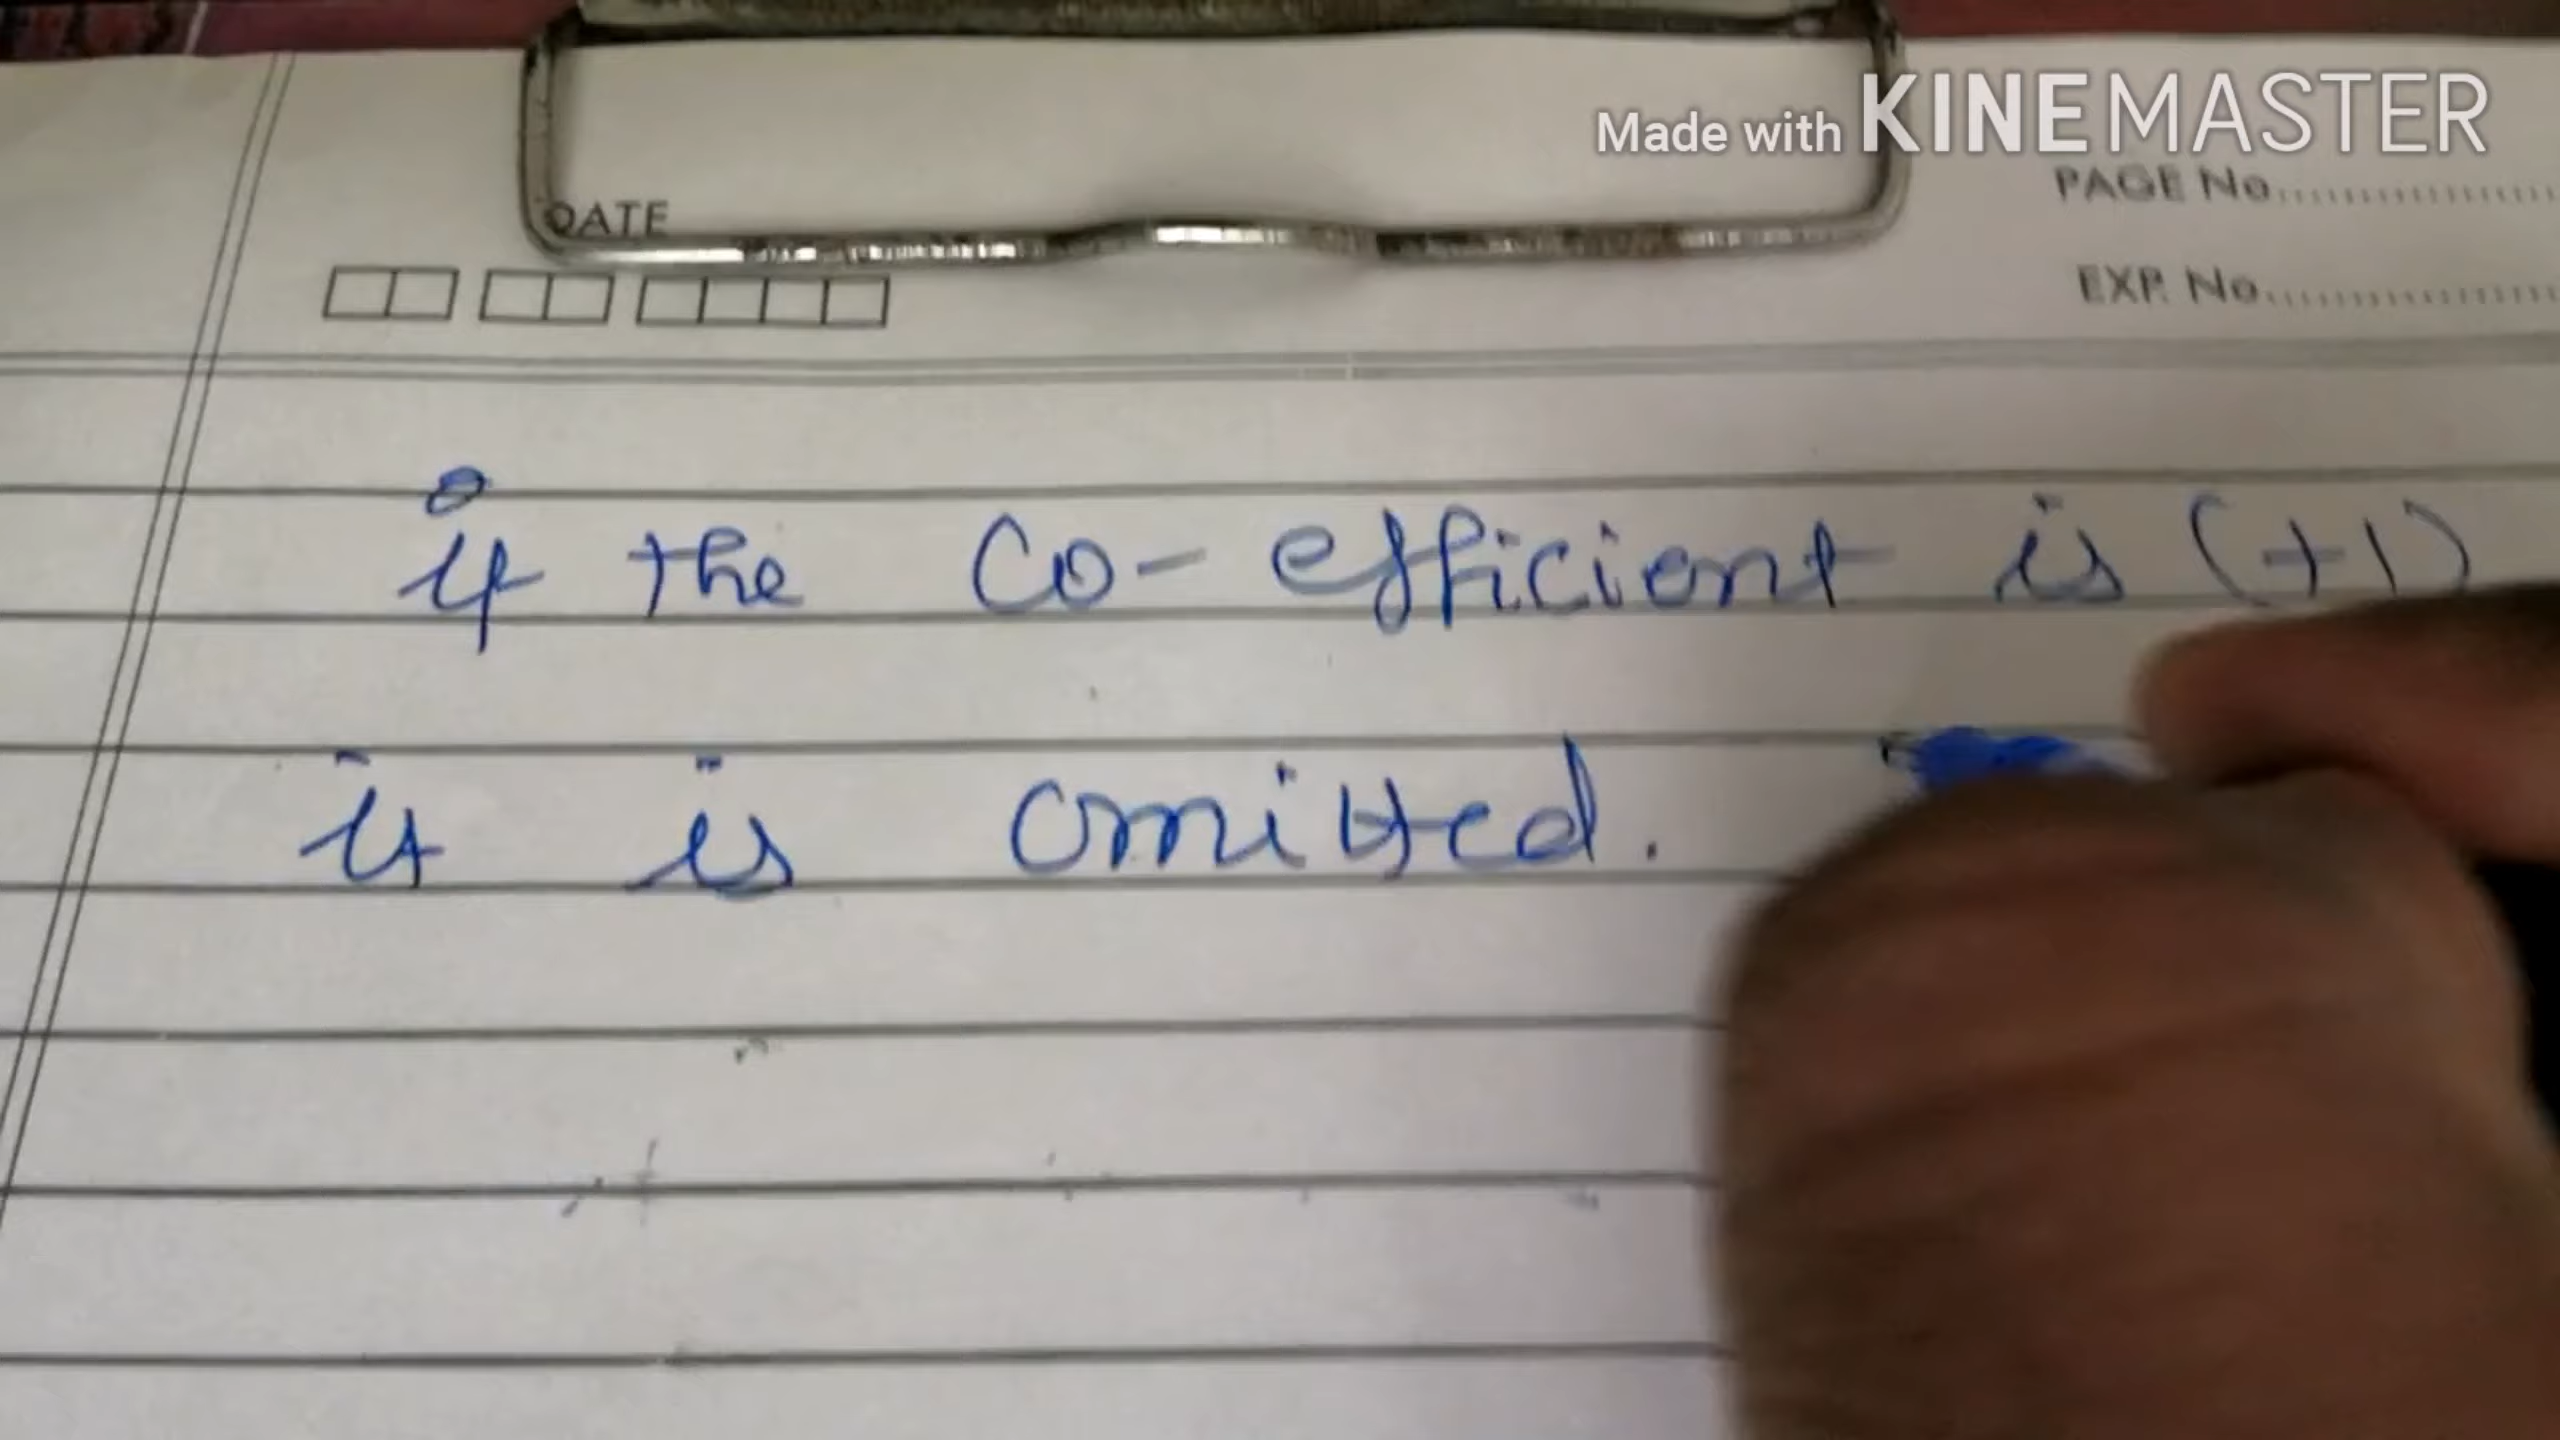 Made with KINEMASTER
PAGE No.
DATE
EXP. No.
if the Co-efficient is (+1)
it is omitted.